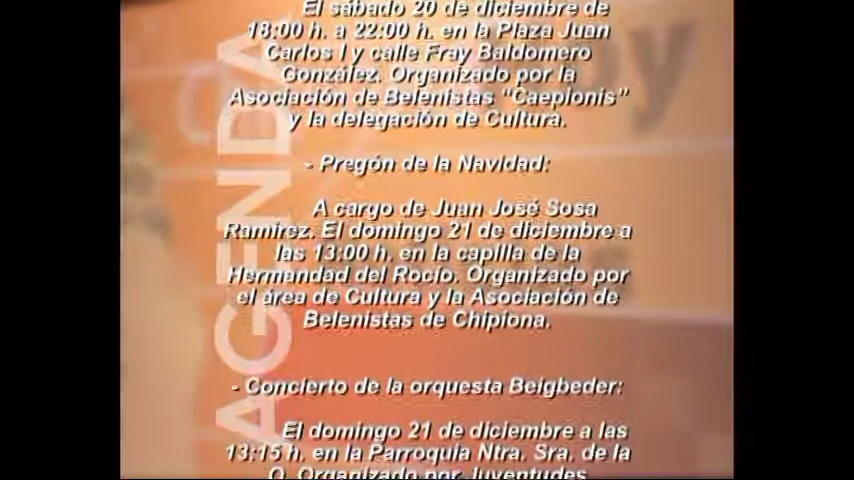 El sábado 20 de diciembre de
18:00 h. a 22:00 h. en la Plaza Juan
Carlos I y calle Fray Baldomero
González. Organizado por la
Asociación de Belenistas "Caepionis"
y la delegación de Cultura.
- Pregón de la Navidad:
A cargo de Juan José Sosa
Ramírez. El domingo 21 de diciembre a
las 13:00 h. en la capilla de la
Hermandad del Rocío. Organizado por
el área de Cultura y la Asociación de
Belenistas de Chipiona.
- Concierto de la orquesta Beigbeder:
El domingo 21 de diciembre a las
13:15 h. en la Parroquia Ntra. Sra. de la
O. Organizado por Juventudes
AGENDA